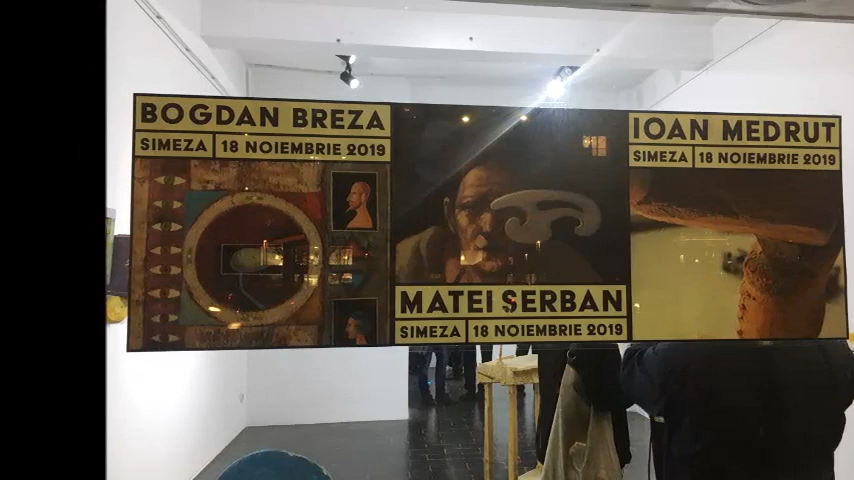 BOGDAN BREZA
SIMEZA 18 NOIEMBRIE 2019
MATEI SERBAN
SIMEZA 18 NOIEMBRIE 2019
IOAN MEDRUT
SIMEZA 18 NOIEMBRIE 2019